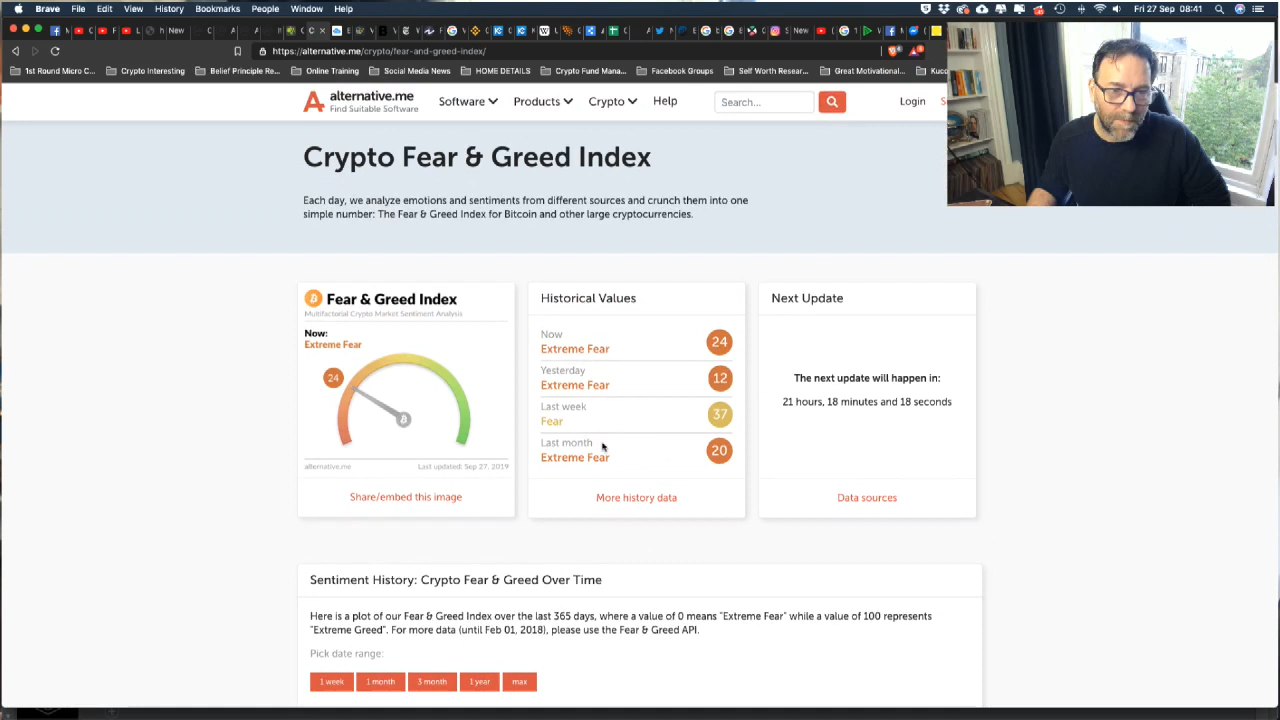 Brave File Edit View History Bookmarks People Window Help Fri 27 Sep 08:41
https://alternative.me/crypto/fear-and-greed-index/
1st Round Micro C... Crypto Interesting Belief Principle Re... Online Training Social Media News HOME DETAILS Crypto Fund Mana... Facebook Groups Self Worth Resear... Great Motivational...
alternative.me
Find Suitable Software
Software Products Crypto Help Search... Login
Crypto Fear & Greed Index
Each day, we analyze emotions and sentiments from different sources and crunch them into one
simple number: The Fear & Greed Index for Bitcoin and other large cryptocurrencies.
Fear & Greed Index
Multifactorial Crypto Market Sentiment Analysis
Now:
Extreme Fear
24
alternative.me Last updated: Sep 27, 2019
Share/embed this image
Historical Values
Now
Extreme Fear 24
Yesterday
Extreme Fear 12
Last week
Fear 37
Last month
Extreme Fear 20
More history data
Next Update
The next update will happen in:
21 hours, 18 minutes and 18 seconds
Data sources
Sentiment History: Crypto Fear & Greed Over Time
Here is a plot of our Fear & Greed Index over the last 365 days, where a value of 0 means "Extreme Fear" while a value of 100 represents
"Extreme Greed". For more data (until Feb 01, 2018), please use the Fear & Greed API.
Pick date range:
1 week 1 month 3 month 1 year max